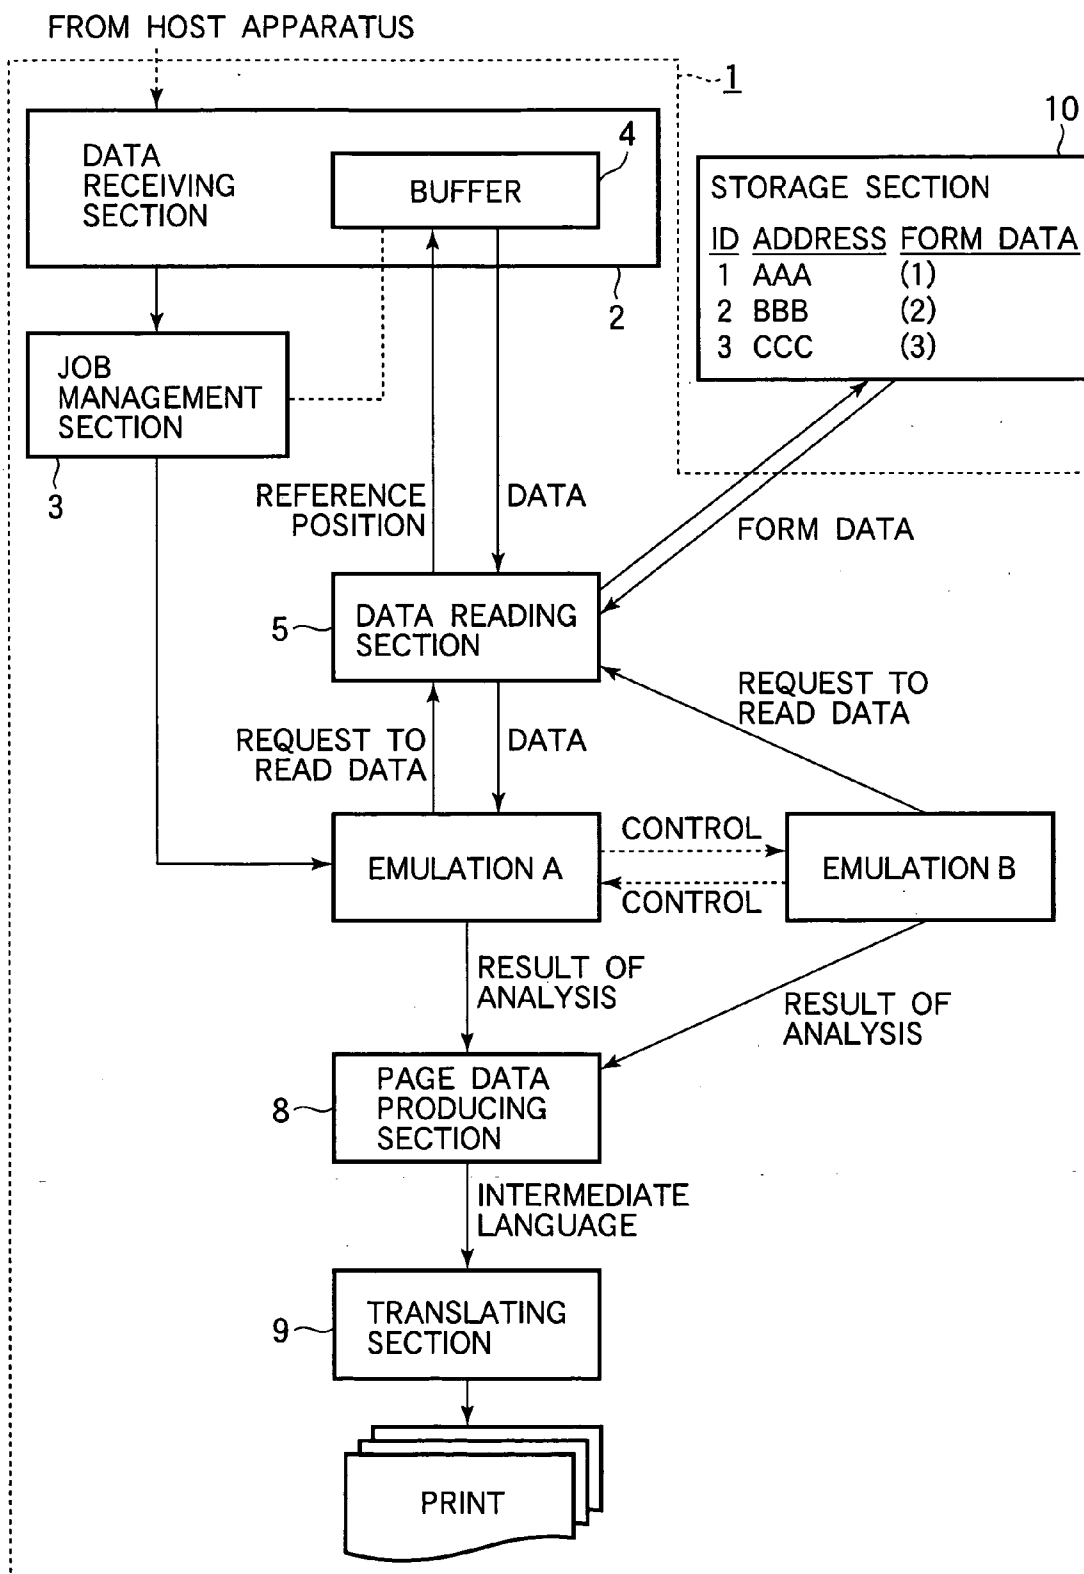 FROM HOST APPARATUS
1
10
DATA
RECEIVING
SECTION
4
BUFFER
2
STORAGE SECTION
ID ADDRESS FORM DATA
1 AAA (1)
2 BBB (2)
3 CCC (3)
JOB
MANAGEMENT
SECTION
3
REFERENCE
POSITION
DATA
FORM DATA
5
DATA READING
SECTION
REQUEST TO
READ DATA
DATA
REQUEST TO
READ DATA
EMULATION A
CONTROL
CONTROL
EMULATION B
RESULT OF
ANALYSIS
RESULT OF
ANALYSIS
8
PAGE DATA
PRODUCING
SECTION
INTERMEDIATE
LANGUAGE
9
TRANSLATING
SECTION
PRINT